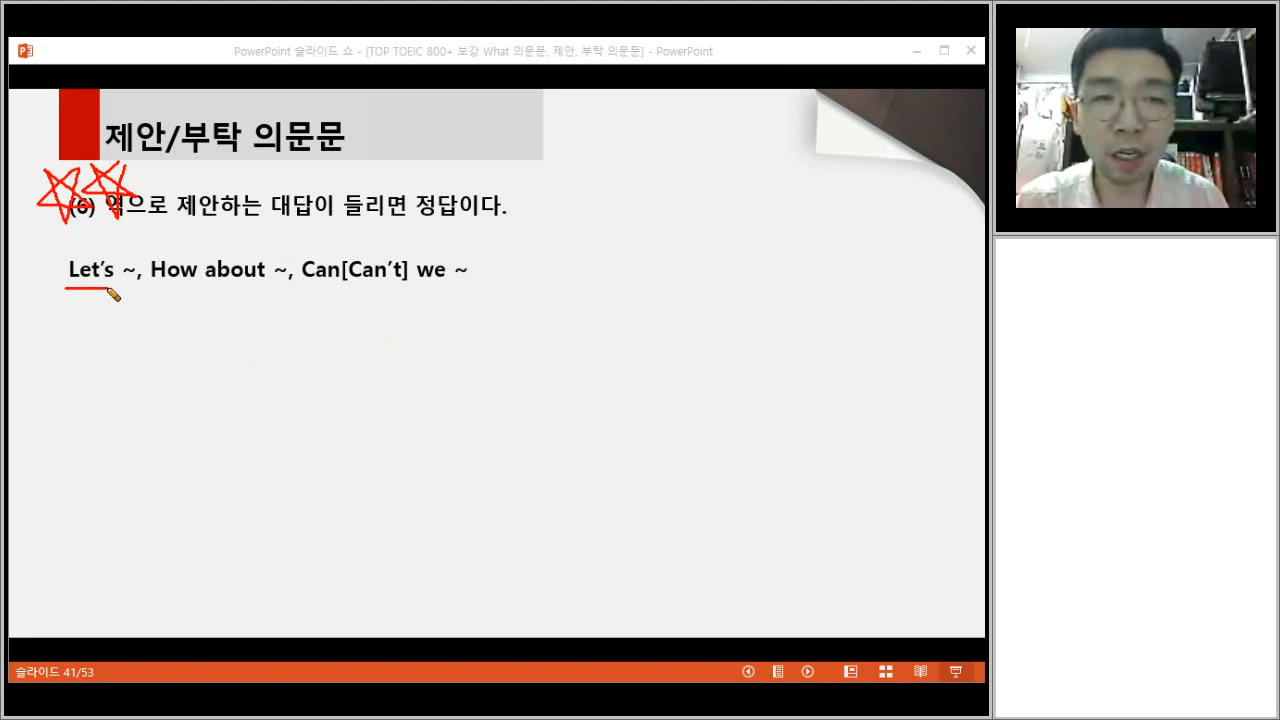 PowerPoint 슬라이드 쇼 - [TOP TOEIC 800+ 보강 What 의문문, 제안, 부탁 의문문] - PowerPoint
제안/부탁 의문문
(6) 역으로 제안하는 대답이 들리면 정답이다.
Let's ~, How about ~, Can[Can't] we ~
슬라이드 41/53